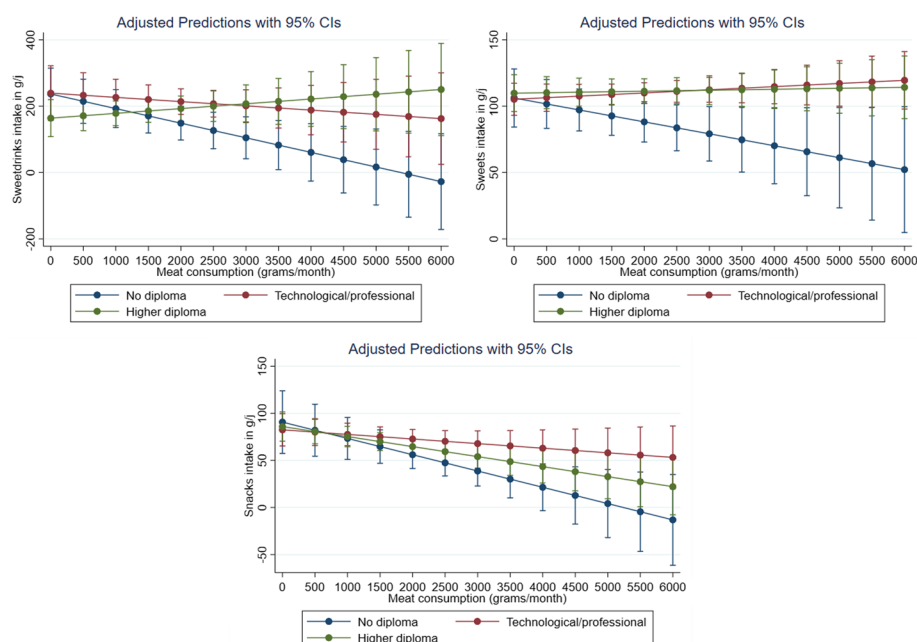 Adjusted Predictions with 95% CIs
Sweetdrinks intake in g/j
400
200
0
-200
0 500 1000 1500 2000 2500 3000 3500 4000 4500 5000 5500 6000
Meat consumption (grams/month)
No diploma Technological/professional
Higher diploma
Adjusted Predictions with 95% CIs
Sweets intake in g/j
150
100
50
0
0 500 1000 1500 2000 2500 3000 3500 4000 4500 5000 5500 6000
Meat consumption (grams/month)
No diploma Technological/professional
Higher diploma
Adjusted Predictions with 95% CIs
Snacks intake in g/j
150
100
50
0
-50
0 500 1000 1500 2000 2500 3000 3500 4000 4500 5000 5500 6000
Meat consumption (grams/month)
No diploma Technological/professional
Higher diploma